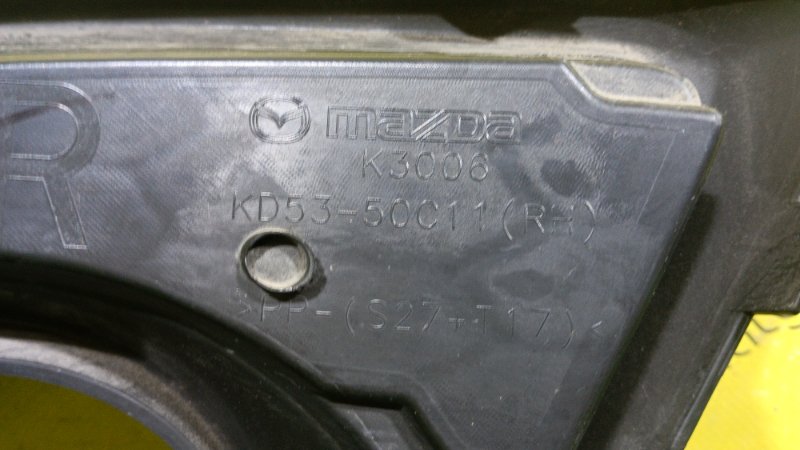 R
mazda
K3006
KD53-50C11(RH)
>PP-(S27+T17)<